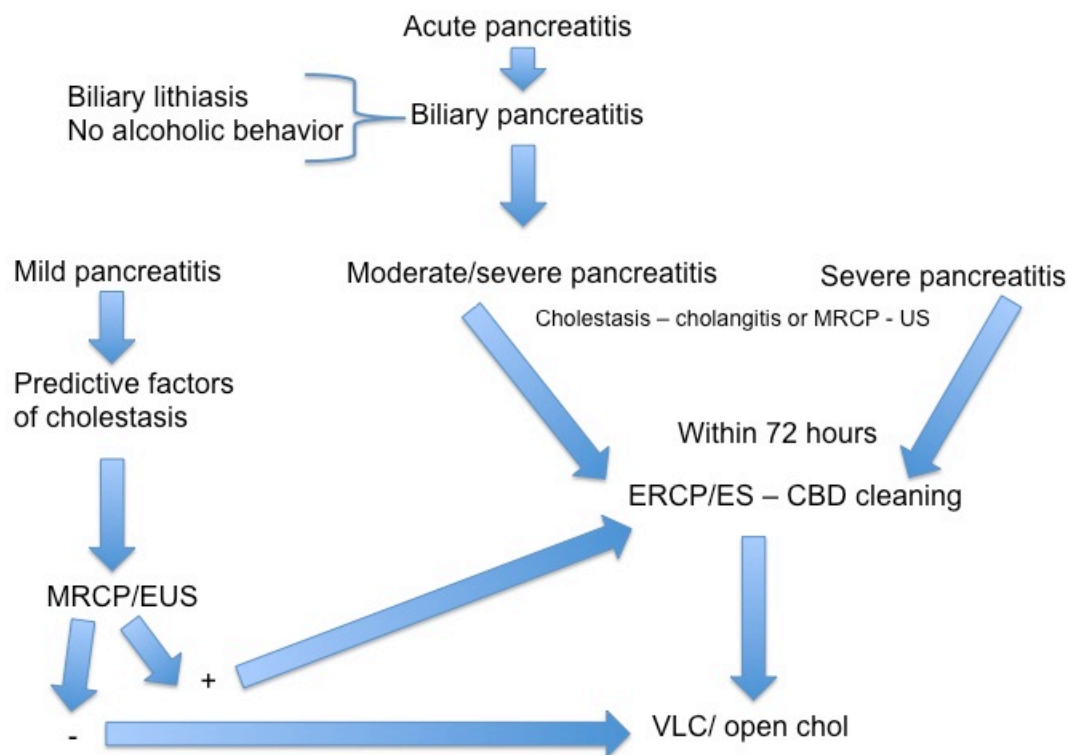 Acute pancreatitis
Biliary lithiasis
No alcoholic behavior
Biliary pancreatitis
Mild pancreatitis
Moderate/severe pancreatitis
Severe pancreatitis
Cholestasis – cholangitis or MRCP - US
Predictive factors
of cholestasis
Within 72 hours
ERCP/ES – CBD cleaning
MRCP/EUS
+
-
VLC/ open chol